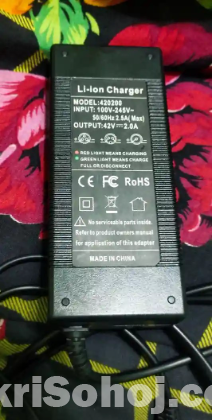 Li-ion Charger
MODEL:420200
INPUT: 100V-245V~
50/60Hz 2.5A( Max)
OUTPUT:42V⎓2.0A
RED LIGHT MEANS CHARGING
GREEN LIGHT MEANS CHARGE
FULL OR DISCONNECT
CE FC RoHS
No serviceable parts inside
Refer to product owners manual
for application of this adapter
MADE IN CHINA
kriSohoj.com